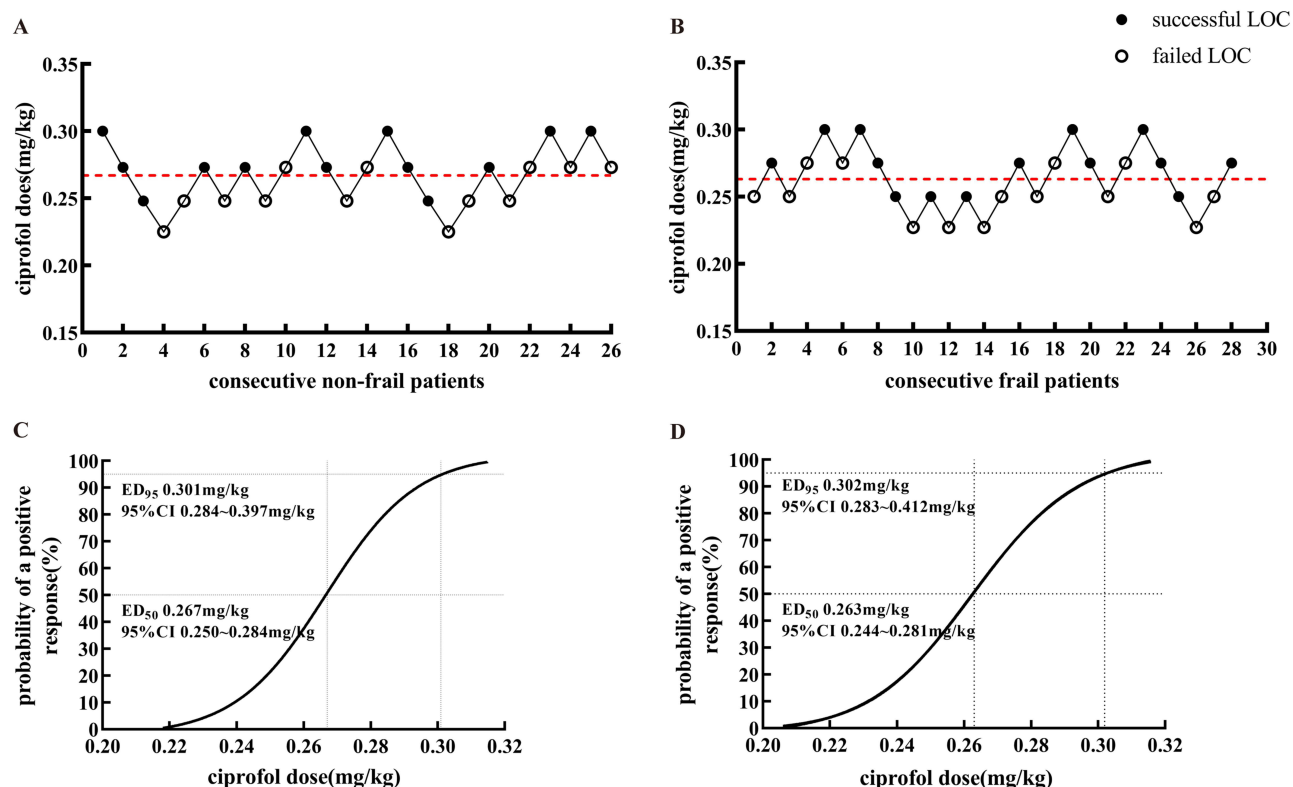 A
B
successful LOC
failed LOC
0.35
0.30
0.25
0.20
0.15
ciprofol does(mg/kg)
0 2 4 6 8 10 12 14 16 18 20 22 24 26
consecutive non-frail patients
0.35
0.30
0.25
0.20
0.15
ciprofol does(mg/kg)
0 2 4 6 8 10 12 14 16 18 20 22 24 26 28 30
consecutive frail patients
C
100
90
80
70
60
50
40
30
20
10
0
probability of a positive
response(%)
ED95 0.301mg/kg
95%CI 0.284~0.397mg/kg
ED50 0.267mg/kg
95%CI 0.250~0.284mg/kg
0.20 0.22 0.24 0.26 0.28 0.30 0.32
ciprofol dose(mg/kg)
D
100
90
80
70
60
50
40
30
20
10
0
probability of a positive
response(%)
ED95 0.302mg/kg
95%CI 0.283~0.412mg/kg
ED50 0.263mg/kg
95%CI 0.244~0.281mg/kg
0.20 0.22 0.24 0.26 0.28 0.30 0.32
ciprofol dose(mg/kg)